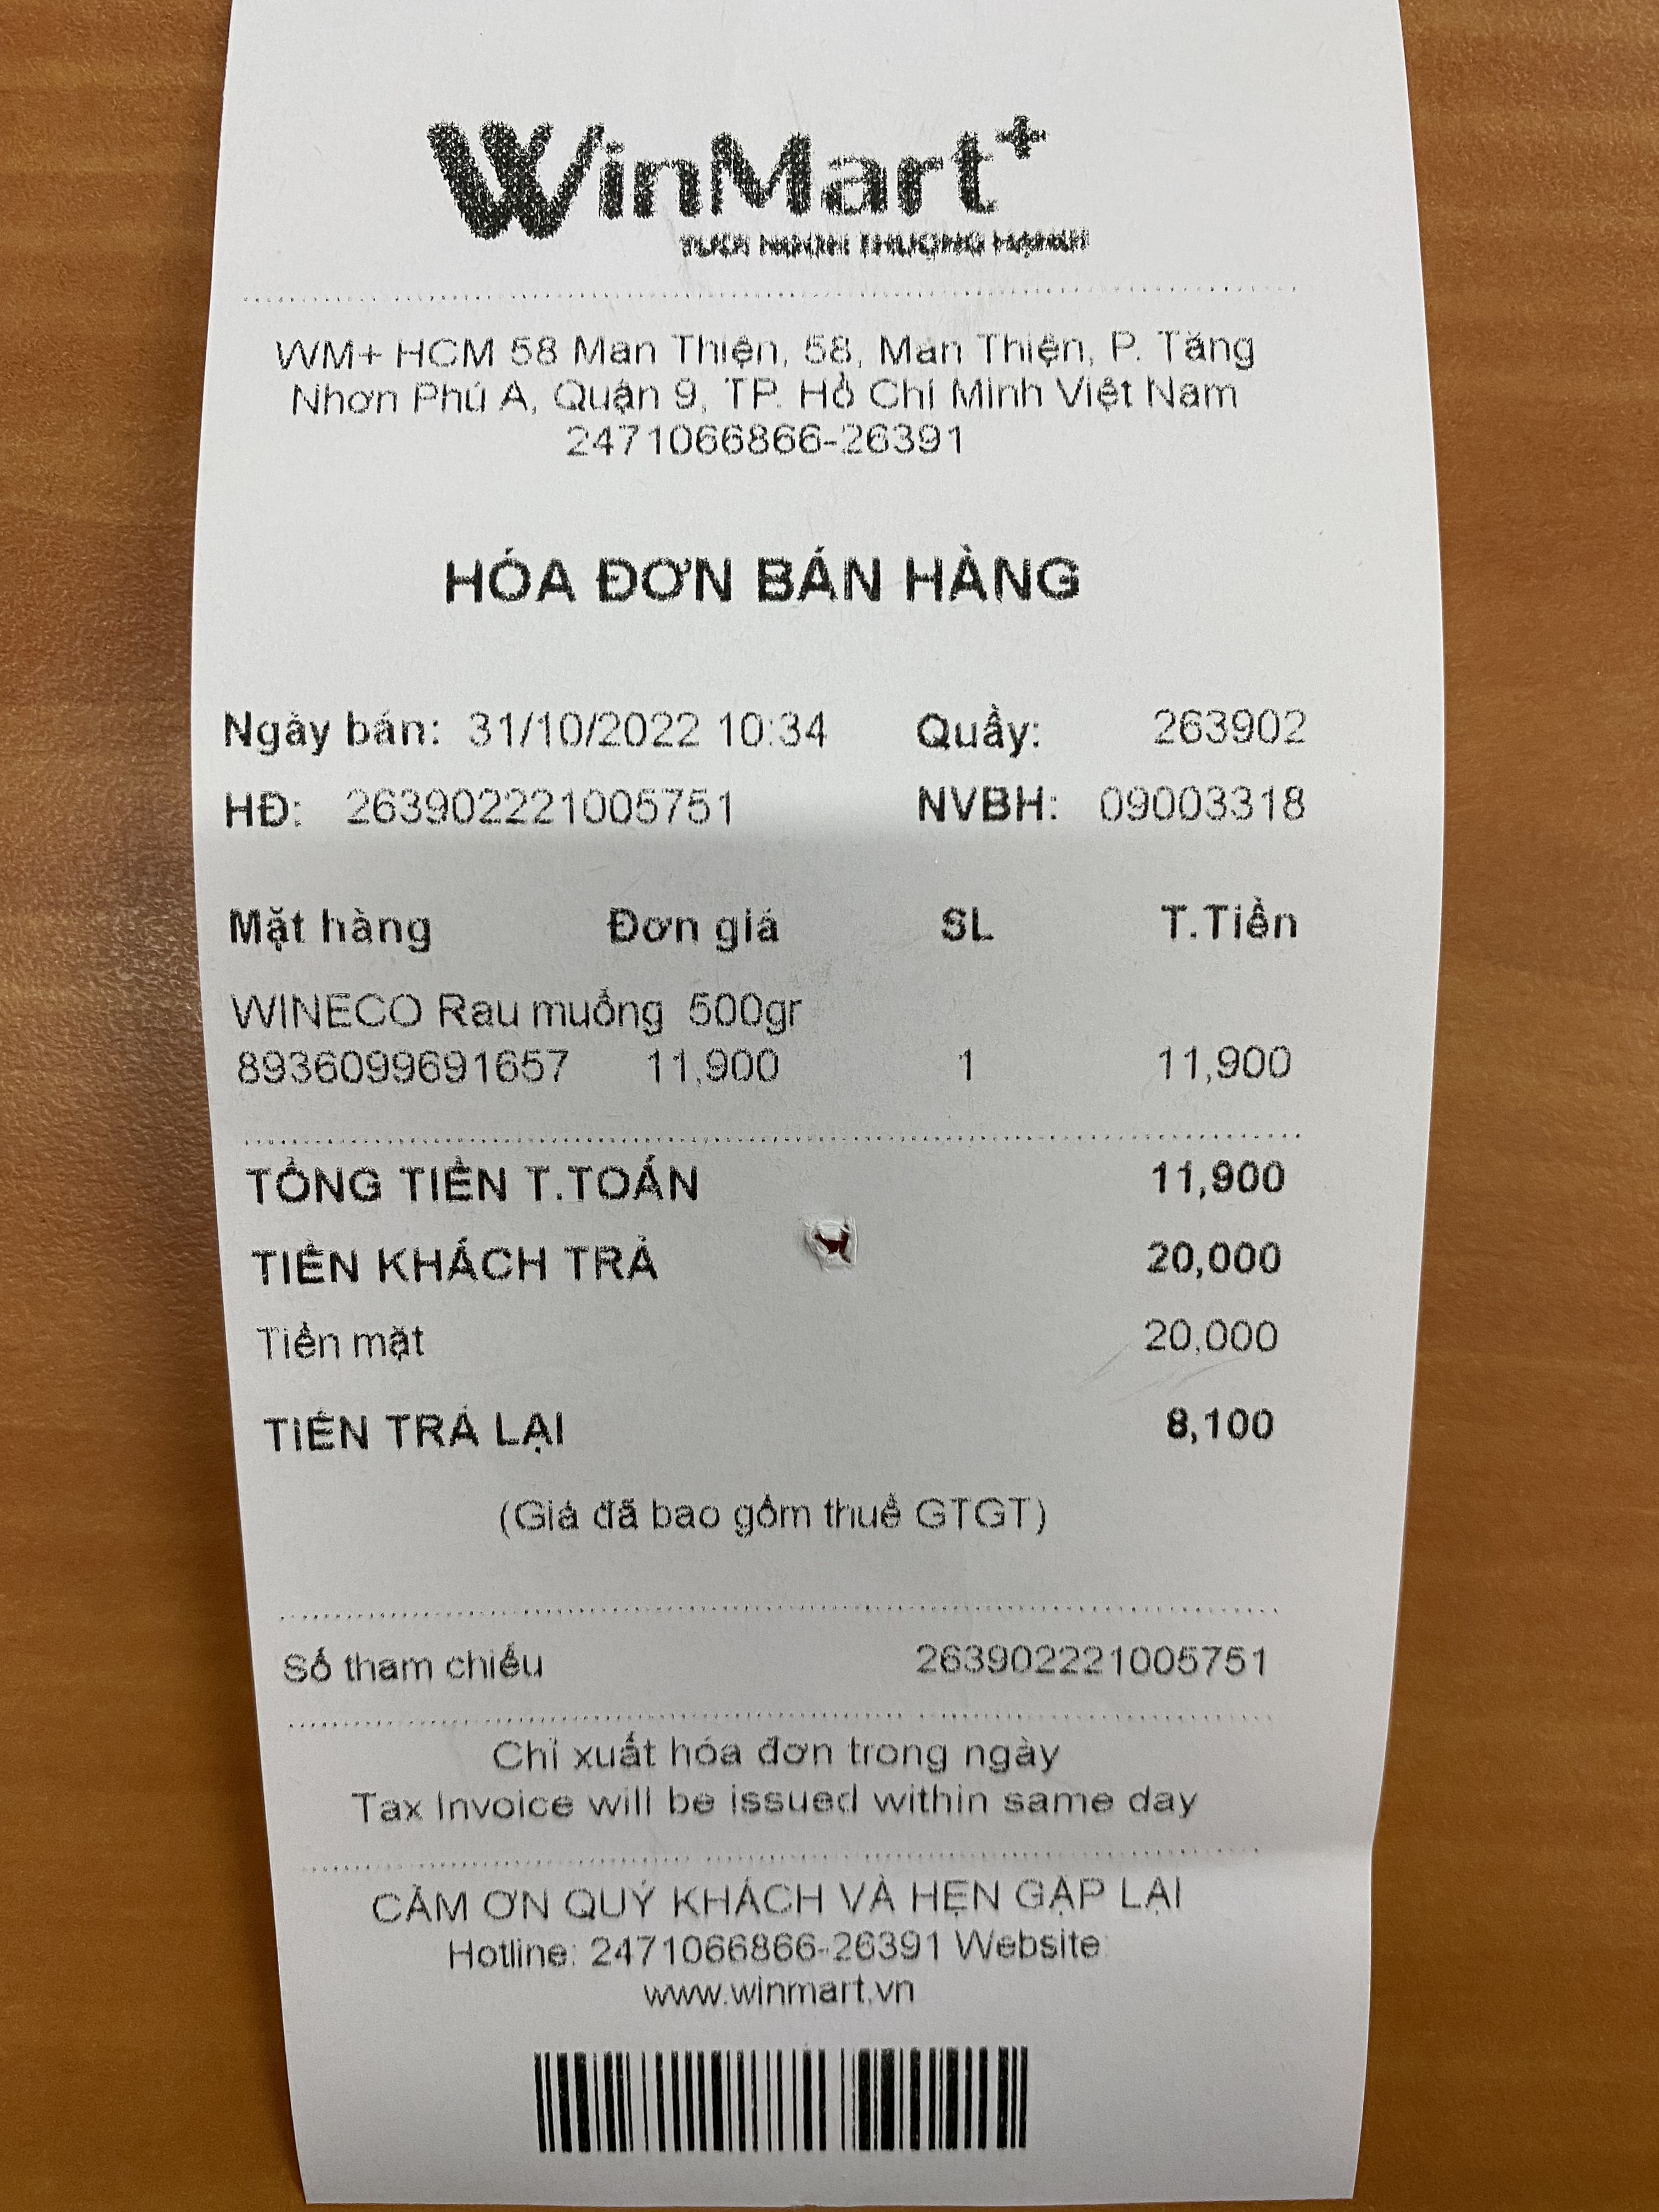 WinMart+
TƯƠI NGON THƯỢNG HẠNG
WM+ HCM 58 Man Thiện, 58, Man Thiện, P. Tăng
Nhơn Phú A, Quận 9, TP. Hồ Chí Minh Việt Nam
2471066866-26391
HÓA ĐƠN BÁN HÀNG
Ngày bán: 31/10/2022 10:34 Quầy: 263902
HĐ: 263902221005751 NVBH: 09003318
Mặt hàng Đơn giá SL T.Tiền
WINECO Rau muống 500gr
8936099691657 11,900 1 11,900
TỔNG TIỀN T.TOÁN 11,900
TIỀN KHÁCH TRẢ 20,000
Tiền mặt 20,000
TIỀN TRẢ LẠI 8,100
(Giá đã bao gồm thuế GTGT)
Số tham chiếu 263902221005751
Chỉ xuất hóa đơn trong ngày
Tax Invoice will be issued within same day
CẢM ƠN QUÝ KHÁCH VÀ HẸN GẶP LẠI
Hotline: 2471066866-26391 Website:
www.winmart.vn